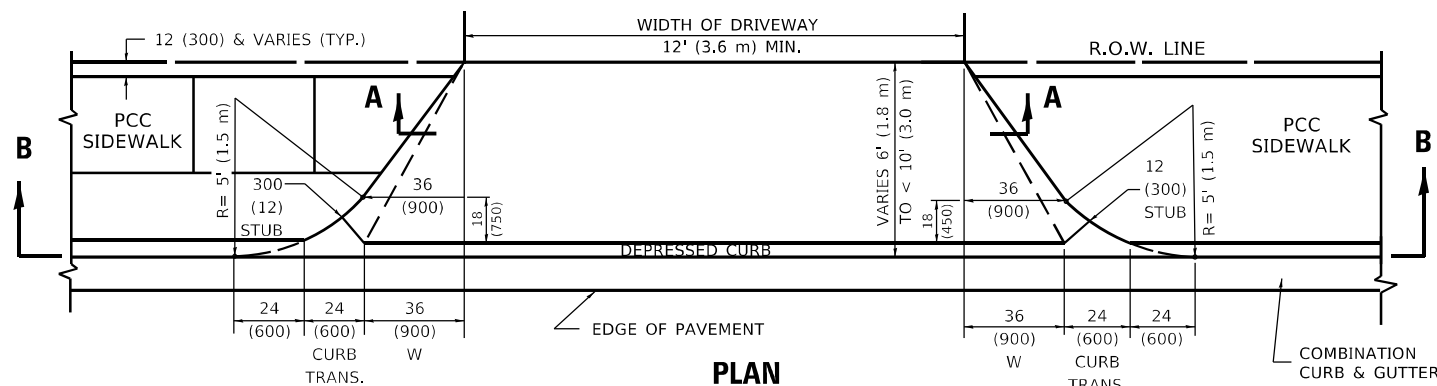 WIDTH OF DRIVEWAY
12' (3.6 m) MIN.
12 (300) & VARIES (TYP.)
R.O.W. LINE
A
A
PCC
SIDEWALK
PCC
SIDEWALK
B
B
R= 5' (1.5 m)
VARIES 6' (1.8 m)
TO < 10' (3.0 m)
R= 5' (1.5 m)
300
(12)
STUB
36
(900)
18
(750)
36
(900)
18
(450)
12
(300)
STUB
DEPRESSED CURB
24
(600)
24
(600)
CURB
TRANS.
36
(900)
W
EDGE OF PAVEMENT
36
(900)
W
24
(600)
CURB
TRANS
24
(600)
COMBINATION
CURB & GUTTER
PLAN